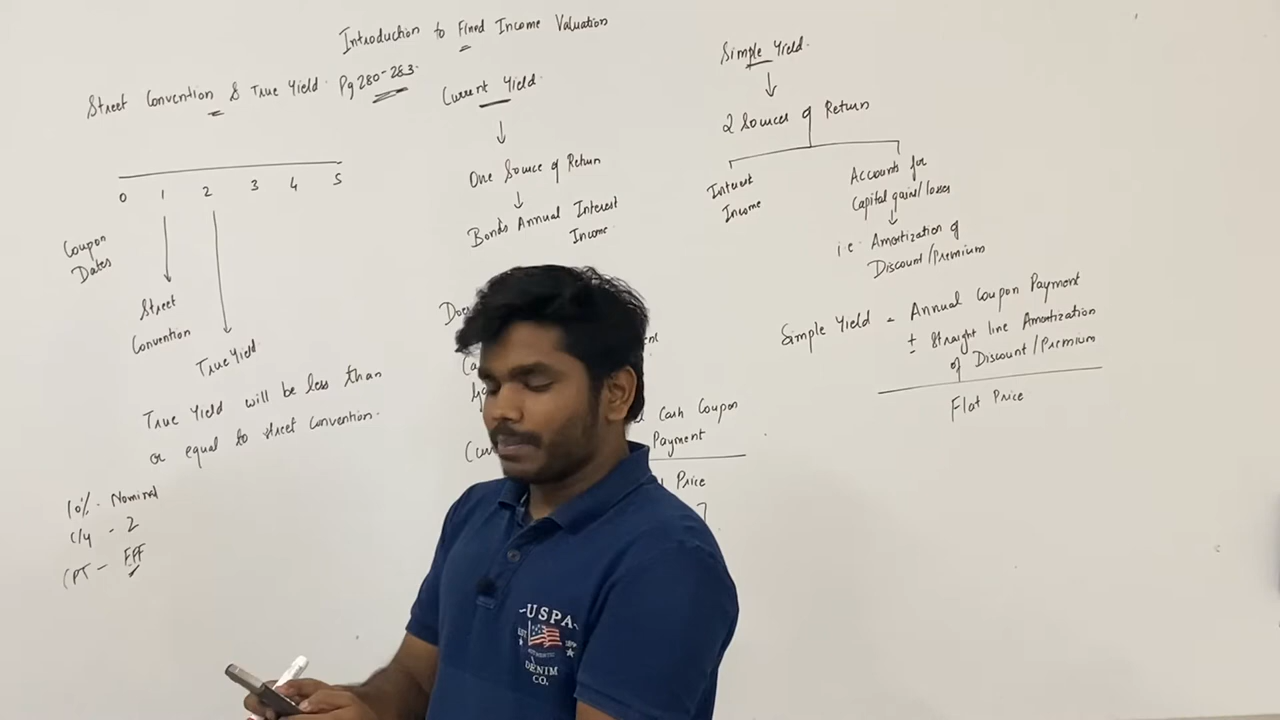 Introduction to Fixed Income Valuation
Street Convention & True Yield Pg 280-283.
0 1 2 3 4 5
Coupon
Dates
Street
Convention
True Yield
True Yield will be less than
or equal to street convention.
10% - Nominal
C/Y - 2
CPT - EFF
Current Yield
One Source of Return
Bond's Annual Interest
Income
Cash Coupon
Payment
Price
Simple Yield.
2 Sources of Return
Interest
Income
Accounts for
Capital gains/losses
i.e. Amortization of
Discount/Premium
Simple Yield = Annual Coupon Payment
± Straight line Amortization
of Discount/Premium
Flat Price
USPA
EST
AUTHENTIC
DENIM
CO.